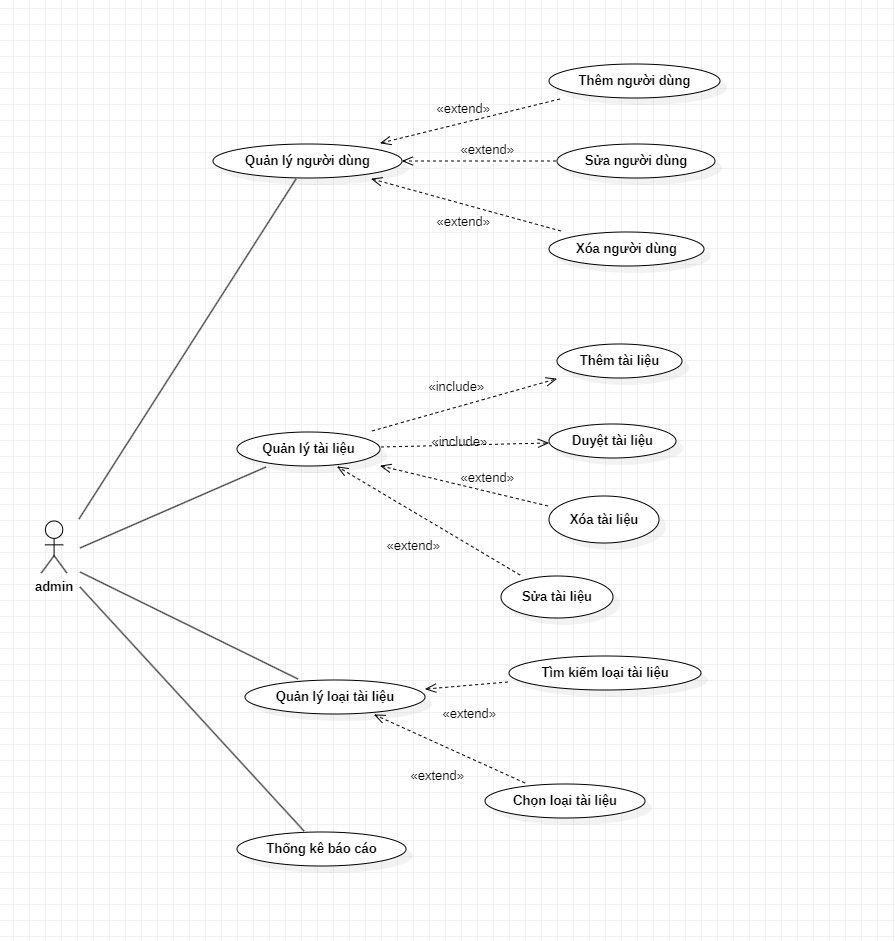 Thêm người dùng
«extend»
Quản lý người dùng
«extend»
Sửa người dùng
«extend»
Xóa người dùng
Thêm tài liệu
«include»
Quản lý tài liệu
«include»
Duyệt tài liệu
«extend»
Xóa tài liệu
«extend»
Sửa tài liệu
admin
Tìm kiếm loại tài liệu
Quản lý loại tài liệu
«extend»
«extend»
Chọn loại tài liệu
Thống kê báo cáo